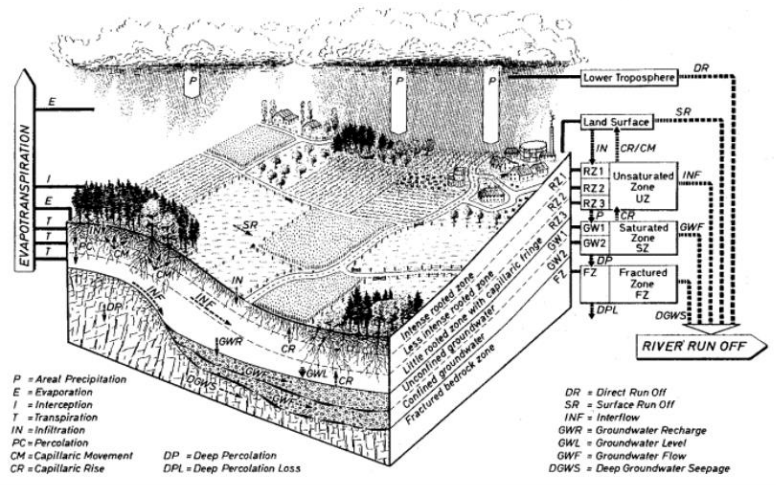 P
P
P
Lower Troposphere
DR
E
EVAPOTRANSPIRATION
Land Surface
SR
IN
CR/CM
RZ1
RZ2
RZ3
Unsaturated
Zone
UZ
INF
P
CR
GW1
GW2
Saturated
Zone
SZ
GWF
DP
FZ
Fractured
Zone
FZ
DPL
DGWS
RIVER RUN OFF
I
E
T
T
T
IN
PC
CM
CM
SR
IN
INF
INF
DP
GWR
CR
GWL
CR
GWF
GWF
DGWS
RZ1
RZ2
RZ3
GW1
GW2
FZ
Intense rooted zone
Less intense rooted zone
Little rooted zone with capillaric fringe
Unconfined groundwater
Confined groundwater
Fractured bedrock zone
P = Areal Precipitation
E = Evaporation
I = Interception
T = Transpiration
IN = Infiltration
PC = Percolation
CM = Capillaric Movement
CR = Capillaric Rise
DP = Deep Percolation
DPL = Deep Percolation Loss
DR = Direct Run Off
SR = Surface Run Off
INF = Interflow
GWR = Groundwater Recharge
GWL = Groundwater Level
GWF = Groundwater Flow
DGWS = Deep Groundwater Seepage